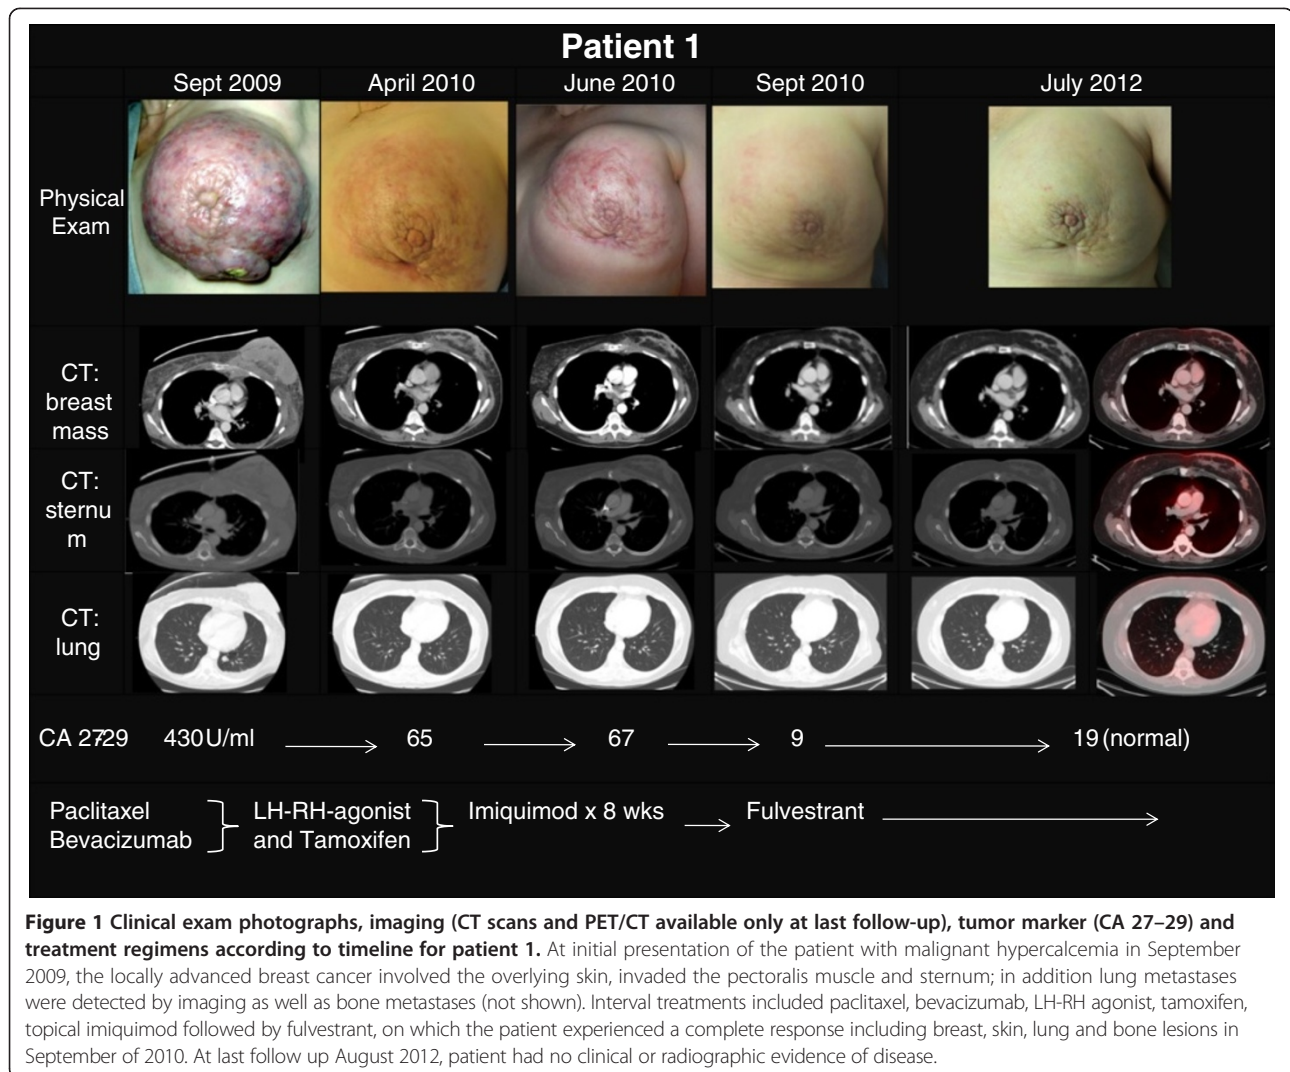 Patient 1
Sept 2009 April 2010 June 2010 Sept 2010 July 2012
Physical
Exam
CT:
breast
mass
CT:
sternu
m
CT:
lung
CA 27-29 430 U/ml 65 67 9 19 (normal)
Paclitaxel
Bevacizumab
LH-RH-agonist
and Tamoxifen
Imiquimod x 8 wks
Fulvestrant
Figure 1 Clinical exam photographs, imaging (CT scans and PET/CT available only at last follow-up), tumor marker (CA 27–29) and
treatment regimens according to timeline for patient 1. At initial presentation of the patient with malignant hypercalcemia in September
2009, the locally advanced breast cancer involved the overlying skin, invaded the pectoralis muscle and sternum; in addition lung metastases
were detected by imaging as well as bone metastases (not shown). Interval treatments included paclitaxel, bevacizumab, LH-RH agonist, tamoxifen,
topical imiquimod followed by fulvestrant, on which the patient experienced a complete response including breast, skin, lung and bone lesions in
September of 2010. At last follow up August 2012, patient had no clinical or radiographic evidence of disease.